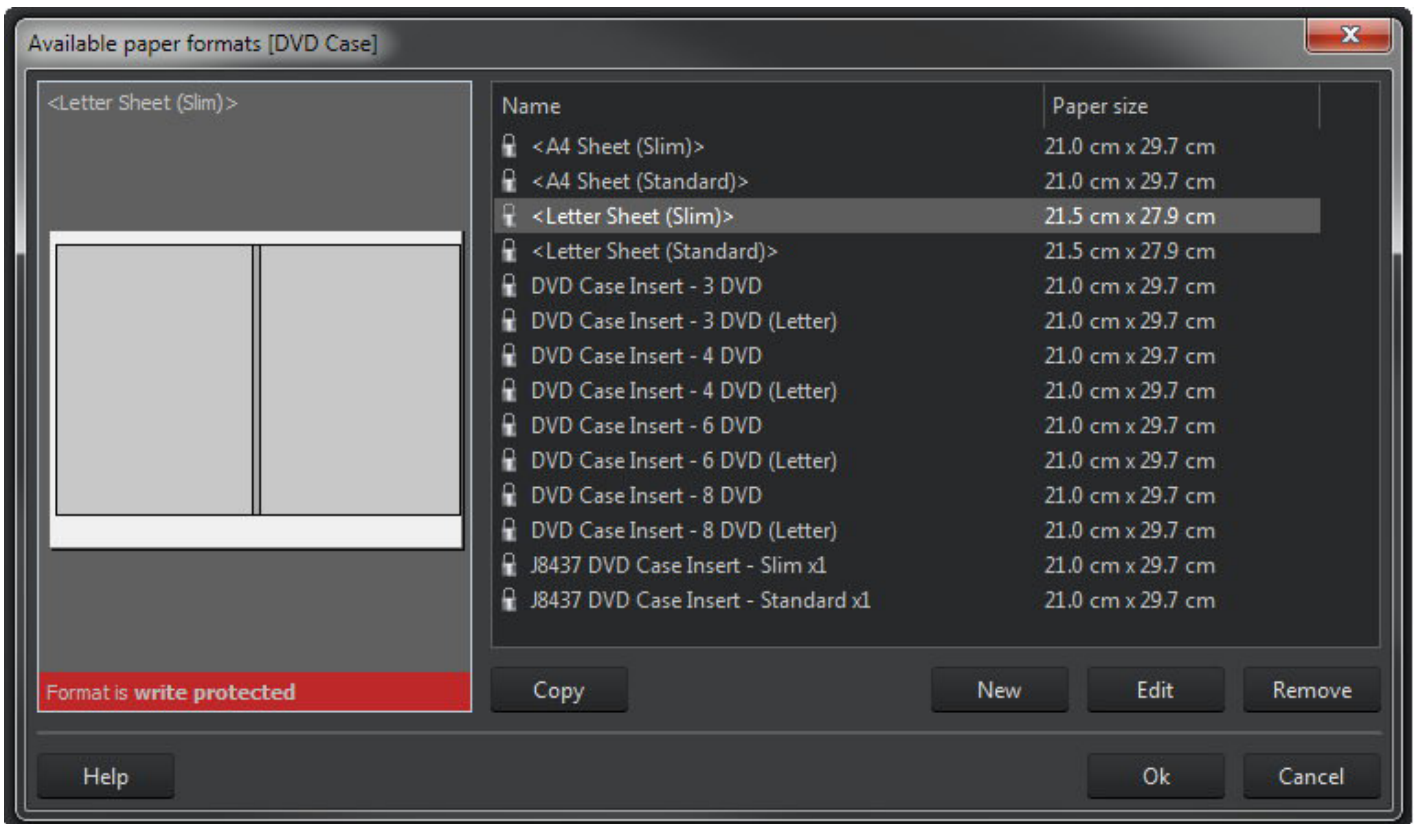 Available paper formats [DVD Case]
x
<Letter Sheet (Slim)>
Name Paper size
<A4 Sheet (Slim)> 21.0 cm x 29.7 cm
<A4 Sheet (Standard)> 21.0 cm x 29.7 cm
<Letter Sheet (Slim)> 21.5 cm x 27.9 cm
<Letter Sheet (Standard)> 21.5 cm x 27.9 cm
DVD Case Insert - 3 DVD 21.0 cm x 29.7 cm
DVD Case Insert - 3 DVD (Letter) 21.0 cm x 29.7 cm
DVD Case Insert - 4 DVD 21.0 cm x 29.7 cm
DVD Case Insert - 4 DVD (Letter) 21.0 cm x 29.7 cm
DVD Case Insert - 6 DVD 21.0 cm x 29.7 cm
DVD Case Insert - 6 DVD (Letter) 21.0 cm x 29.7 cm
DVD Case Insert - 8 DVD 21.0 cm x 29.7 cm
DVD Case Insert - 8 DVD (Letter) 21.0 cm x 29.7 cm
J8437 DVD Case Insert - Slim x1 21.0 cm x 29.7 cm
J8437 DVD Case Insert - Standard x1 21.0 cm x 29.7 cm
Format is write protected
Copy New Edit Remove
Help Ok Cancel